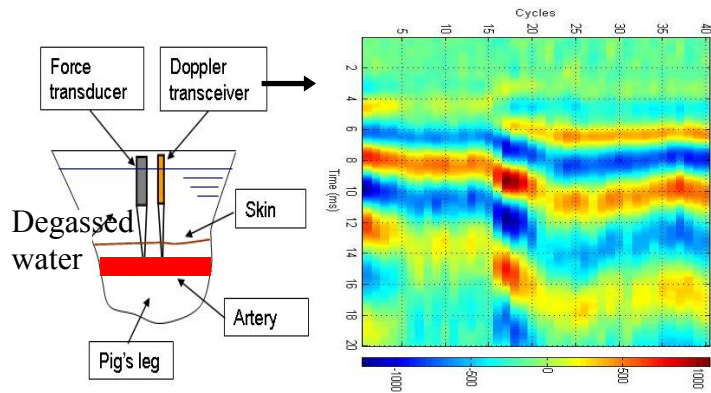 Force
transducer
Doppler
transceiver
Degassed
water
Skin
Artery
Pig's leg
Cycles
5
10
15
20
25
30
35
40
Time (ms)
2
4
6
8
10
12
14
16
18
20
-1000
-500
0
500
1000